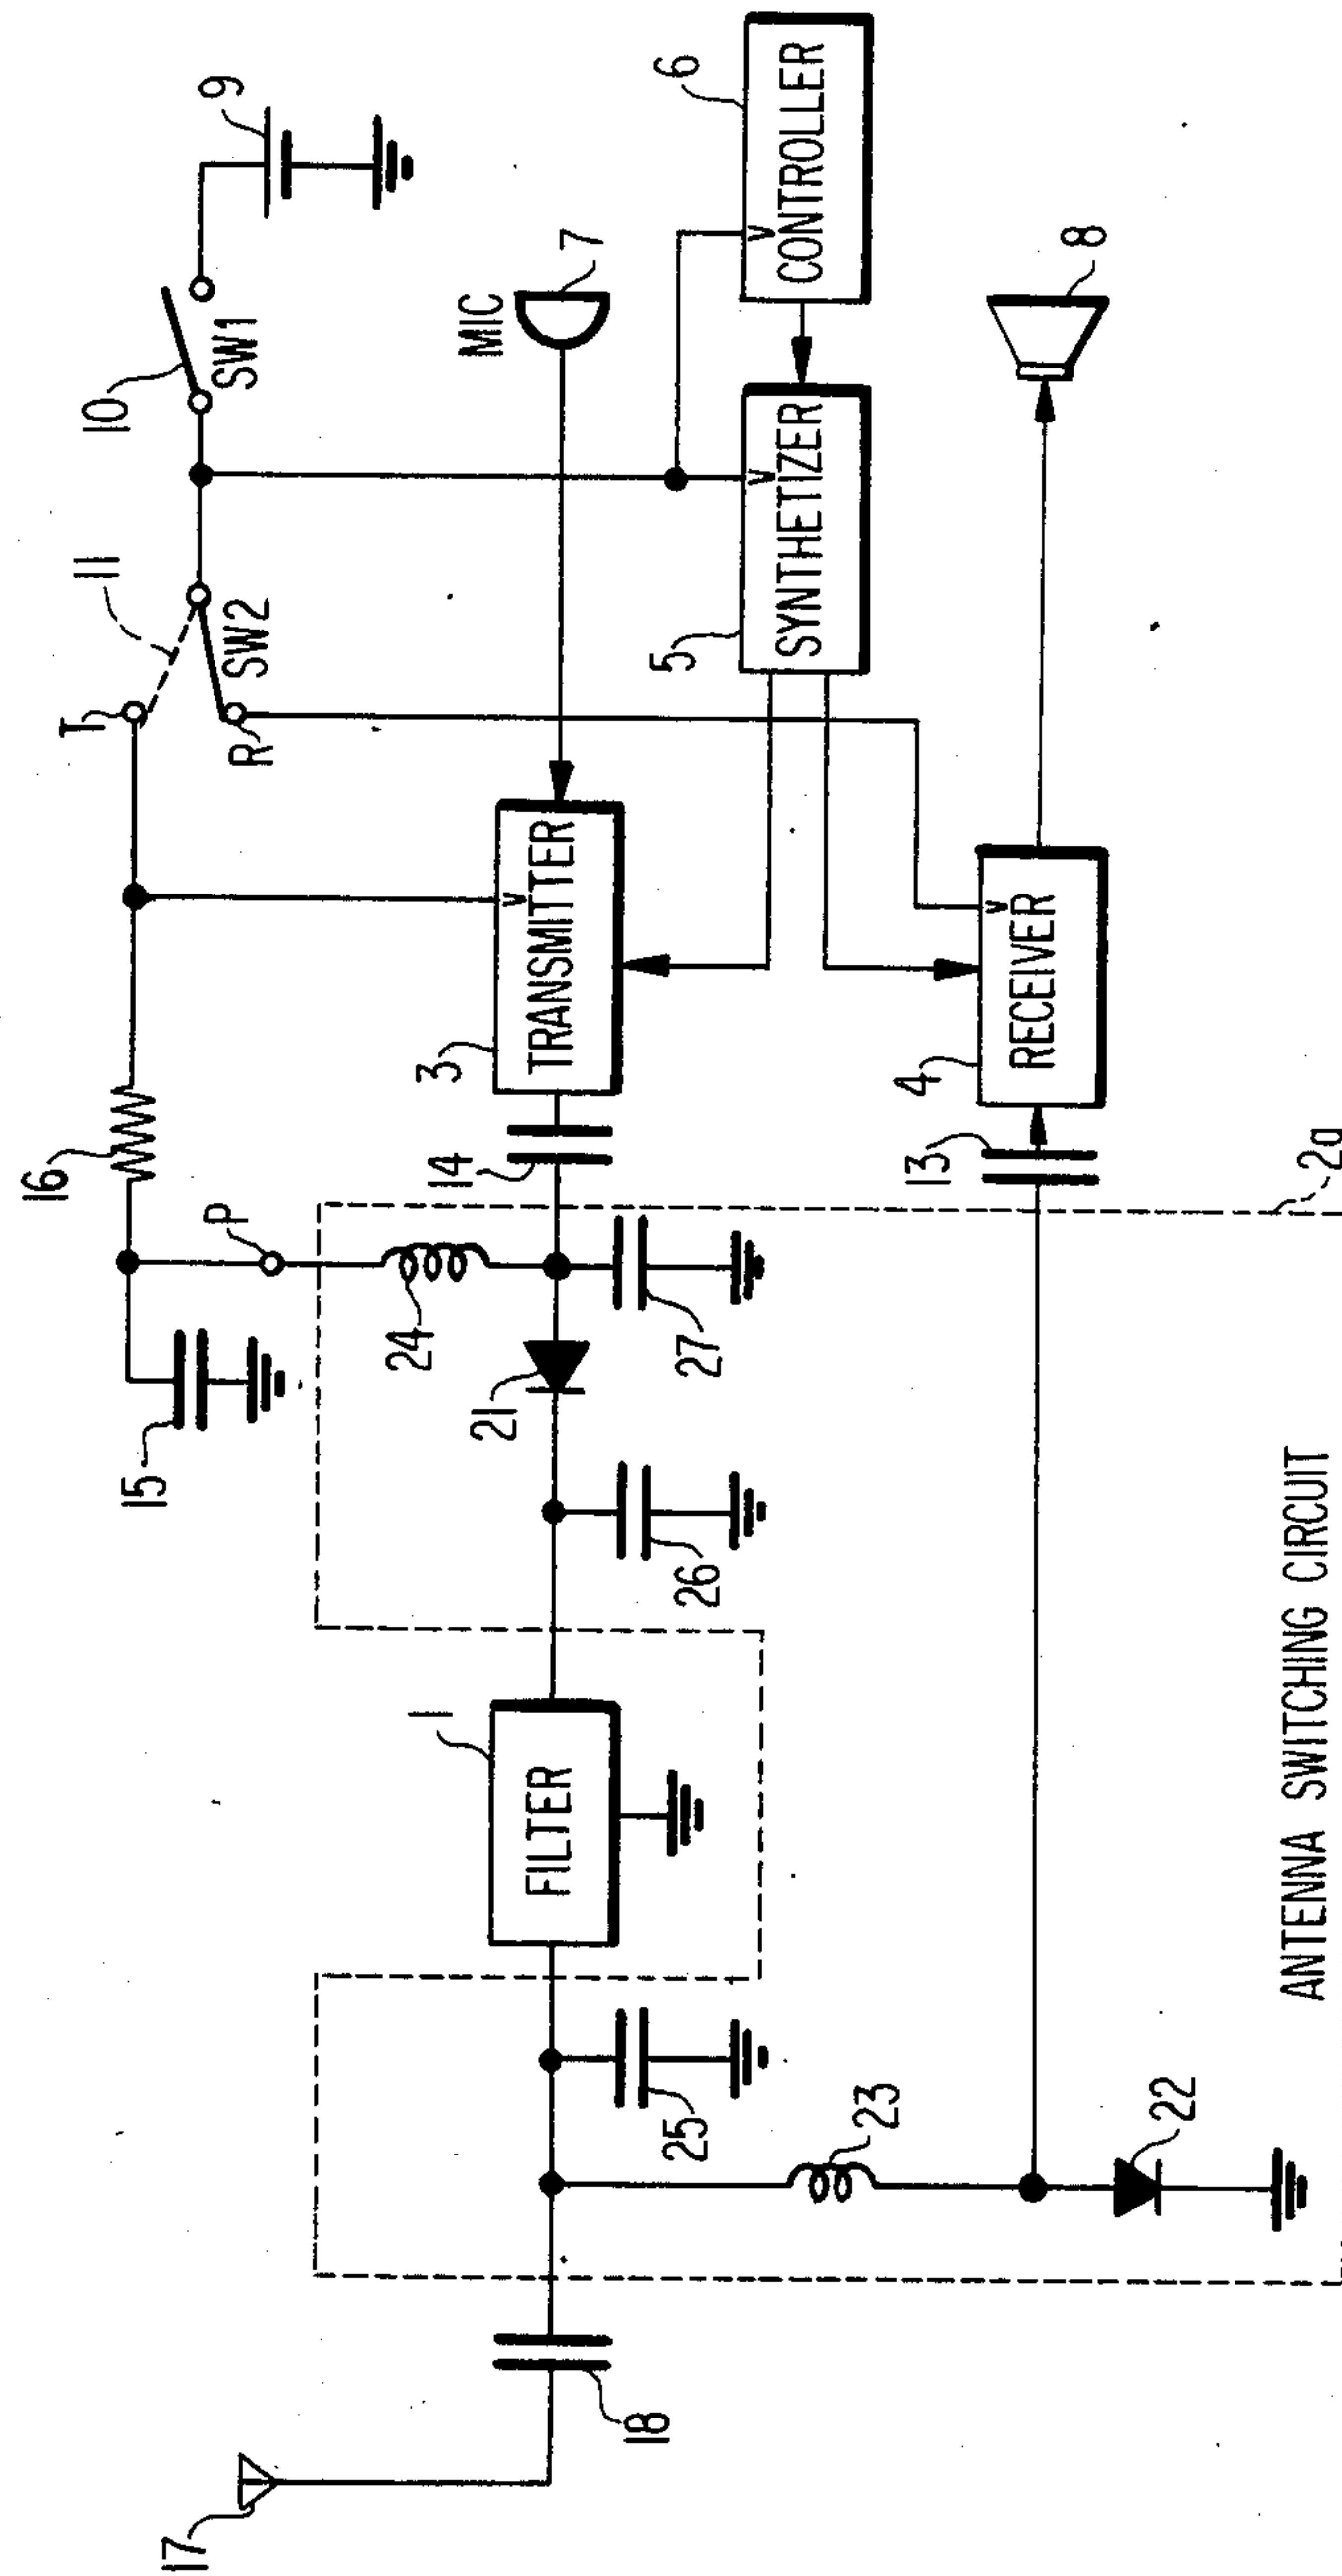 16
T
11
10
15
17
P
R
SW2
SW1
9
24
1
3
21
14
MIC
7
V
FILTER
TRANSMITTER
18
25
26
27
5
6
V
SYNTHETIZER
V
CONTROLLER
23
4
13
V
RECEIVER
8
22
ANTENNA SWITCHING CIRCUIT
2a